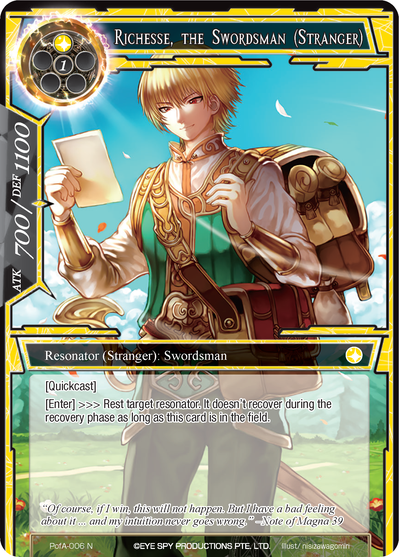 Richesse, the Swordsman (Stranger)
1
ATK 700/DEF 1100
Resonator (Stranger): Swordsman
[Quickcast]
[Enter] >>> Rest target resonator. It doesn't recover during the
recovery phase as long as this card is in the field.
"Of course, if I win, this will not happen. But I have a bad feeling
about it ... and my intuition never goes wrong." –Note of Magna 39
PofA-006 N
©EYE SPY PRODUCTIONS PTE. LTD.
Illust/ nisizawagomin